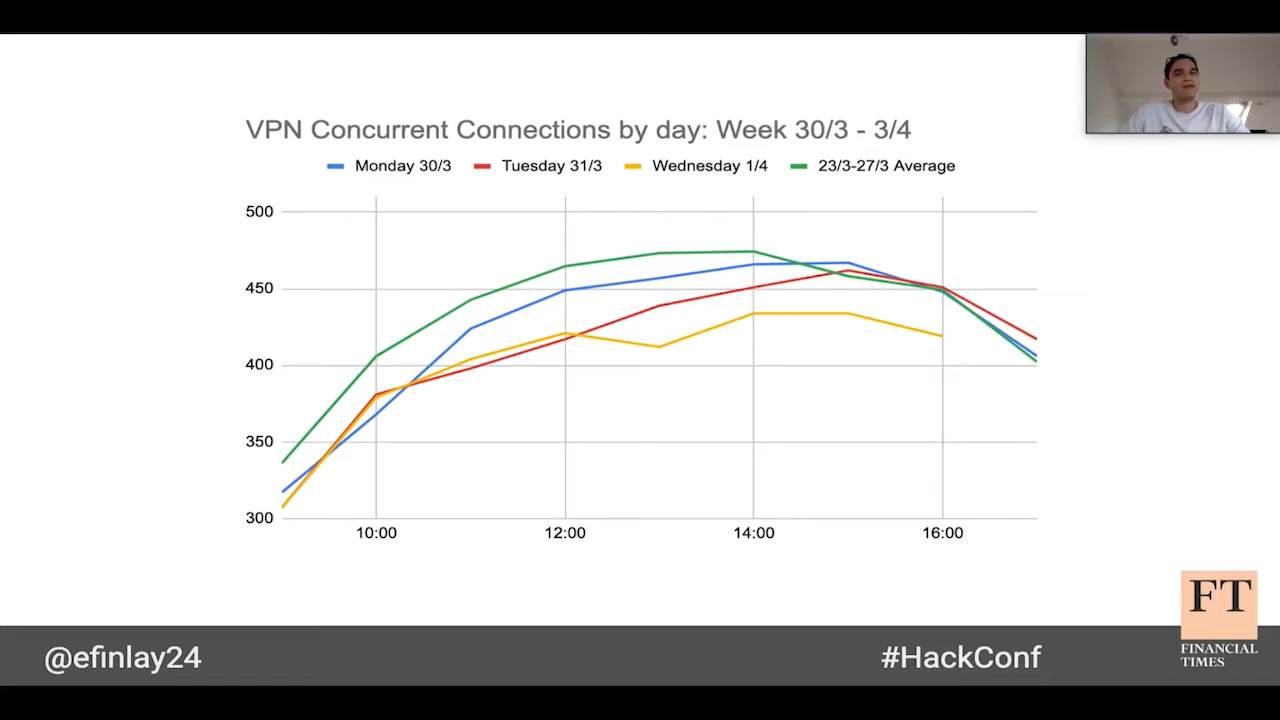 VPN Concurrent Connections by day: Week 30/3 - 3/4
Monday 30/3 Tuesday 31/3 Wednesday 1/4 23/3-27/3 Average
500
450
400
350
300
10:00 12:00 14:00 16:00
FT
FINANCIAL
TIMES
@efinlay24 #HackConf